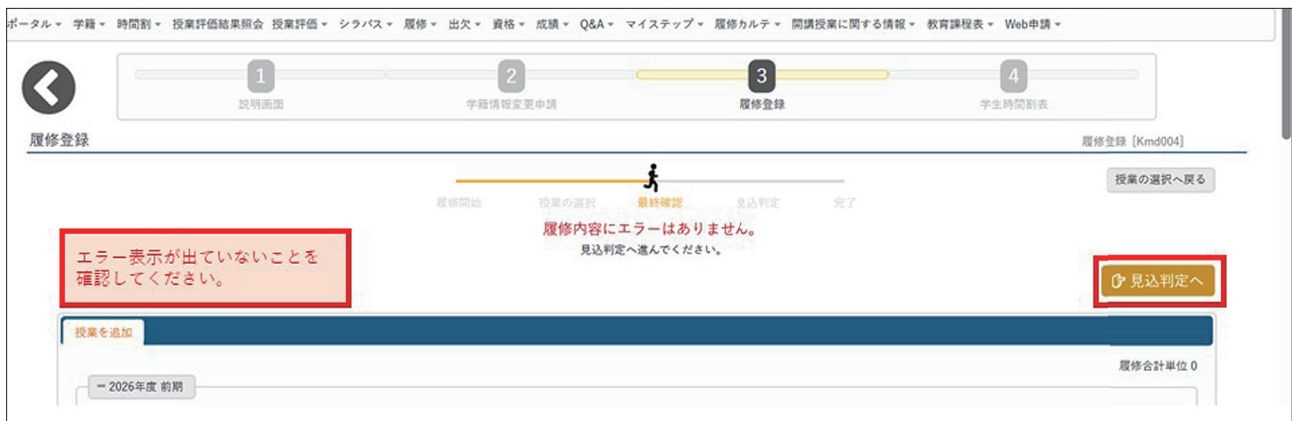 ポータル 学籍 時間割 授業評価結果照会 授業評価 シラバス 履修 出欠 資格 成績 Q&A マイステップ 履修カルテ 開講授業に関する情報 教育課程表 Web申請
1 2 3 4
説明画面 学籍情報変更申請 履修登録 学生時間割表
履修登録 履修登録 [Kmd004]
授業の選択へ戻る
履修開始 授業の選択 最終確認 見込判定 完了
履修内容にエラーはありません。
見込判定へ進んでください。
エラー表示が出ていないことを
確認してください。
見込判定へ
授業を追加
履修合計単位 0
2026年度 前期